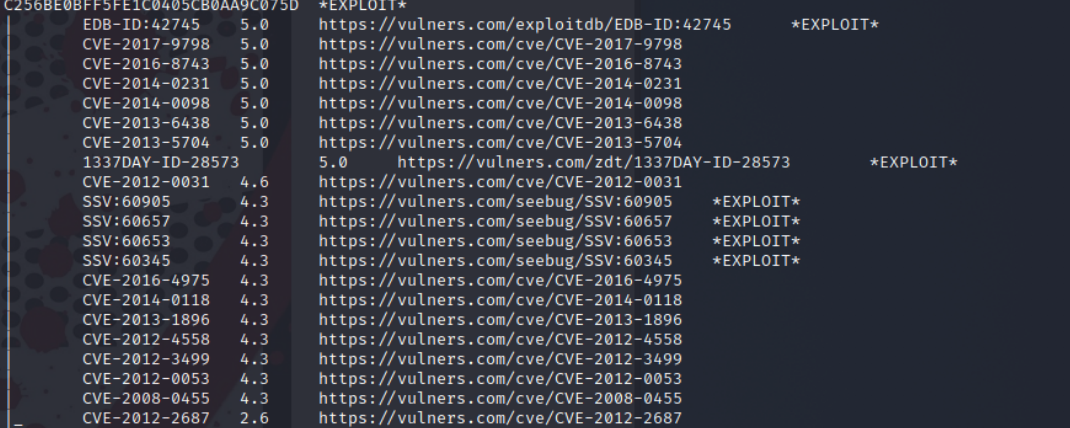 C256BE0BFF5FE1C0405CB0AA9C075D *EXPLOIT*
| EDB-ID:42745 5.0 https://vulners.com/exploitdb/EDB-ID:42745 *EXPLOIT*
| CVE-2017-9798 5.0 https://vulners.com/cve/CVE-2017-9798
| CVE-2016-8743 5.0 https://vulners.com/cve/CVE-2016-8743
| CVE-2014-0231 5.0 https://vulners.com/cve/CVE-2014-0231
| CVE-2014-0098 5.0 https://vulners.com/cve/CVE-2014-0098
| CVE-2013-6438 5.0 https://vulners.com/cve/CVE-2013-6438
| CVE-2013-5704 5.0 https://vulners.com/cve/CVE-2013-5704
| 1337DAY-ID-28573 5.0 https://vulners.com/zdt/1337DAY-ID-28573 *EXPLOIT*
| CVE-2012-0031 4.6 https://vulners.com/cve/CVE-2012-0031
| SSV:60905 4.3 https://vulners.com/seebug/SSV:60905 *EXPLOIT*
| SSV:60657 4.3 https://vulners.com/seebug/SSV:60657 *EXPLOIT*
| SSV:60653 4.3 https://vulners.com/seebug/SSV:60653 *EXPLOIT*
| SSV:60345 4.3 https://vulners.com/seebug/SSV:60345 *EXPLOIT*
| CVE-2016-4975 4.3 https://vulners.com/cve/CVE-2016-4975
| CVE-2014-0118 4.3 https://vulners.com/cve/CVE-2014-0118
| CVE-2013-1896 4.3 https://vulners.com/cve/CVE-2013-1896
| CVE-2012-4558 4.3 https://vulners.com/cve/CVE-2012-4558
| CVE-2012-3499 4.3 https://vulners.com/cve/CVE-2012-3499
| CVE-2012-0053 4.3 https://vulners.com/cve/CVE-2012-0053
| CVE-2008-0455 4.3 https://vulners.com/cve/CVE-2008-0455
|_ CVE-2012-2687 2.6 https://vulners.com/cve/CVE-2012-2687